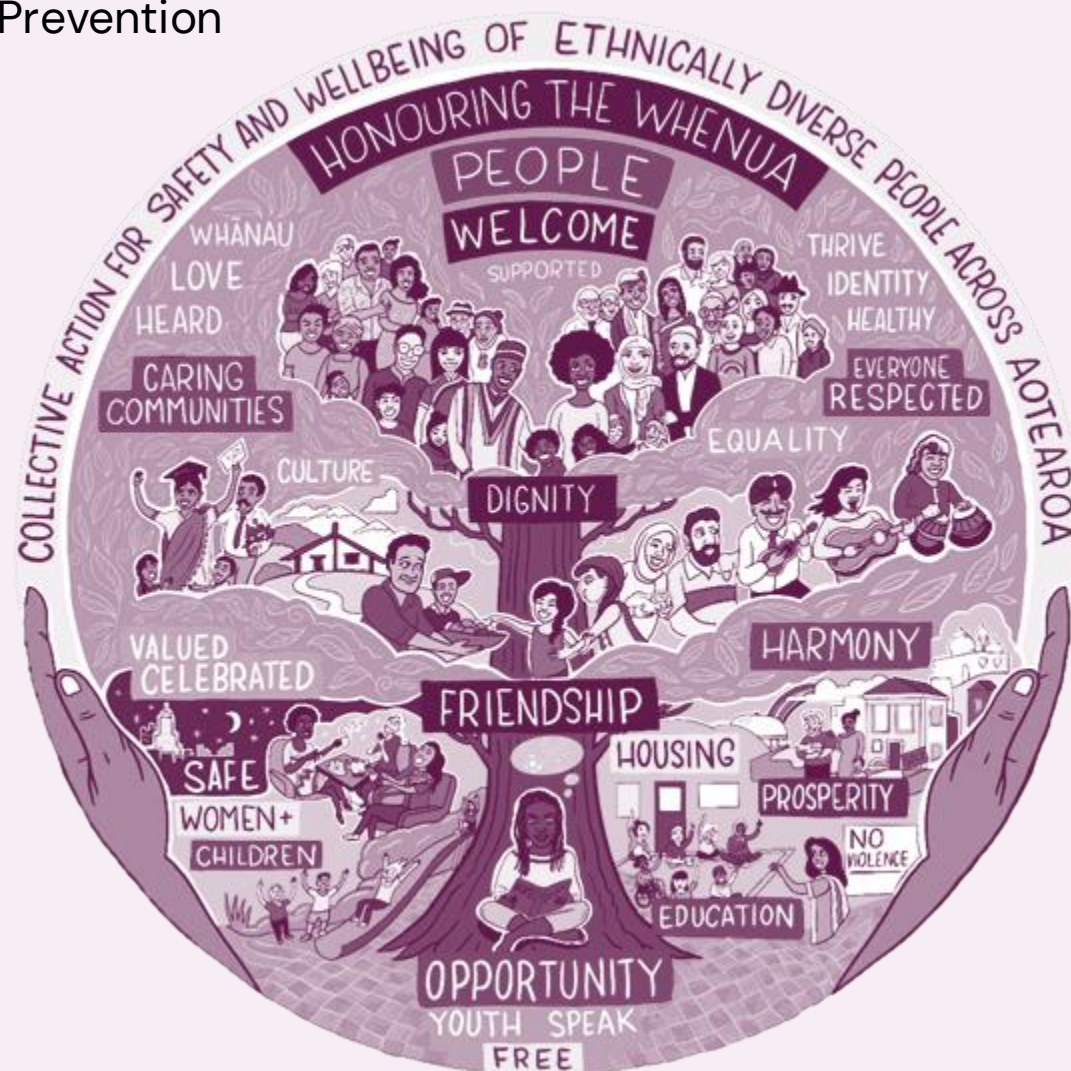 Prevention
COLLECTIVE ACTION FOR SAFETY AND WELLBEING OF ETHNICALLY DIVERSE PEOPLE ACROSS AOTEAROA
HONOURING THE WHENUA
PEOPLE
WELCOME
SUPPORTED
WHĀNAU
LOVE
HEARD
CARING
COMMUNITIES
THRIVE
IDENTITY
HEALTHY
EVERYONE
RESPECTED
EQUALITY
CULTURE
DIGNITY
VALUED
CELEBRATED
HARMONY
FRIENDSHIP
SAFE
WOMEN+
CHILDREN
HOUSING
PROSPERITY
NO
VIOLENCE
EDUCATION
OPPORTUNITY
YOUTH SPEAK
FREE